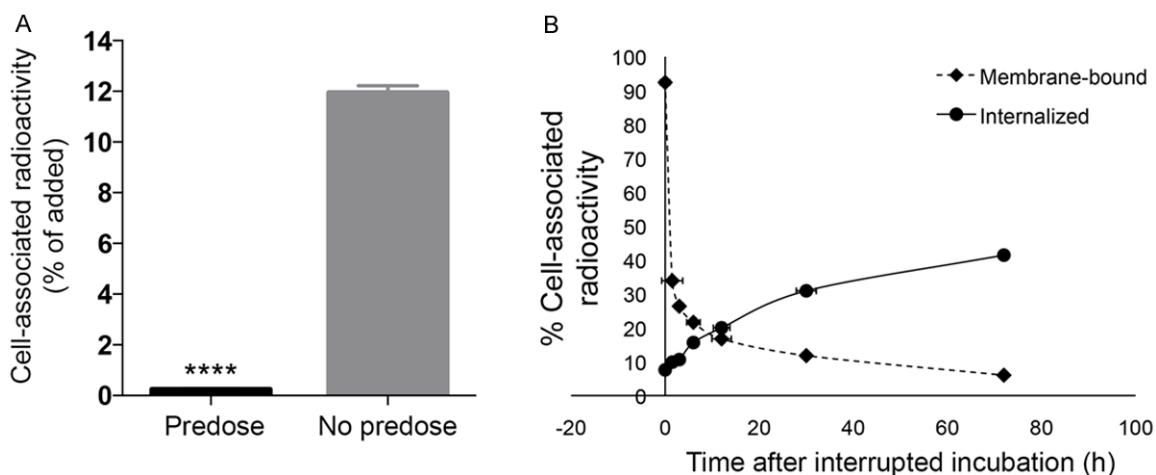 A
Cell-associated radioactivity
(% of added)
14
12
10
8
6
4
2
0
****
Predose
No predose
B
% Cell-associated
radioactivity
100
90
80
70
60
50
40
30
20
10
0
Membrane-bound
Internalized
-20
0
20
40
60
80
100
Time after interrupted incubation (h)